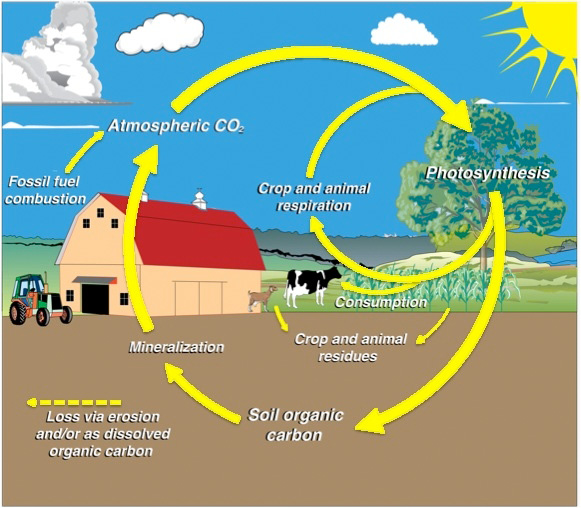 Atmospheric CO₂
Fossil fuel
combustion
Crop and animal
respiration
Photosynthesis
Consumption
Crop and animal
residues
Mineralization
Soil organic
carbon
Loss via erosion
and/or as dissolved
organic carbon